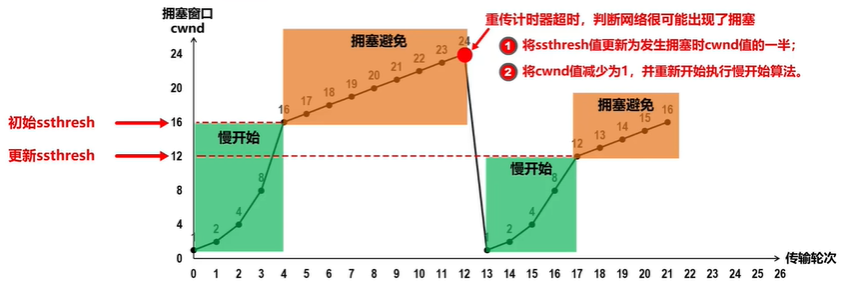 拥塞窗口
cwnd
重传计时器超时，判断网络很可能出现了拥塞
1 将ssthresh值更新为发生拥塞时cwnd值的一半；
2 将cwnd值减少为1，并重新开始执行慢开始算法。
拥塞避免
24
24
23
22
21
20
19
18
17
16
20
初始ssthresh
16
慢开始
更新ssthresh
12
8
8
4
4
2
1
0
拥塞避免
16
15
14
13
12
慢开始
8
4
2
1
0 1 2 3 4 5 6 7 8 9 10 11 12 13 14 15 16 17 18 19 20 21 22 23 24 25 26
传输轮次